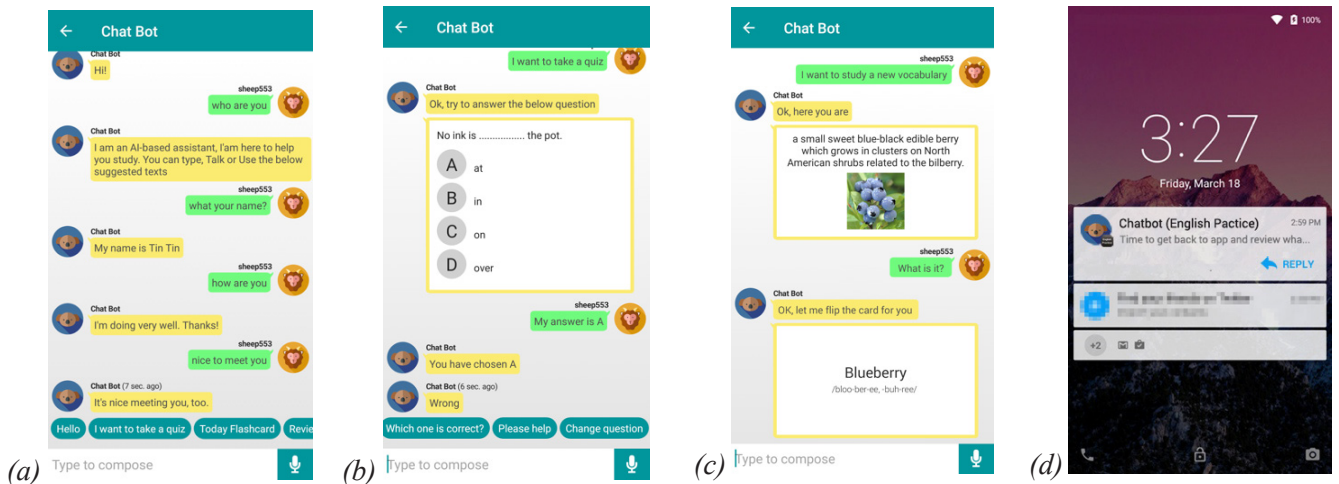 Chat Bot
Chat Bot
Hi!
sheep553
who are you
Chat Bot
I am an AI-based assistant, I'am here to help
you study. You can type, Talk or Use the below
suggested texts
sheep553
what your name?
Chat Bot
My name is Tin Tin
sheep553
how are you
Chat Bot
I'm doing very well. Thanks!
sheep553
nice to meet you
Chat Bot (7 sec. ago)
It's nice meeting you, too.
Hello
I want to take a quiz
Today Flashcard
Revie
Type to compose
(a)
Chat Bot
I want to take a quiz
Chat Bot
Ok, try to answer the below question
No ink is ................. the pot.
A at
B in
C on
D over
sheep553
My answer is A
Chat Bot
You have chosen A
Chat Bot (6 sec. ago)
Wrong
Which one is correct?
Please help
Change question
Type to compose
(b)
Chat Bot
sheep553
I want to study a new vocabulary
Chat Bot
Ok, here you are
a small sweet blue-black edible berry
which grows in clusters on North
American shrubs related to the bilberry.
sheep553
What is it?
Chat Bot
OK, let me flip the card for you
Blueberry
/bloo-ber-ee, -buh-ree/
Type to compose
(c)
100%
3:27
Friday, March 18
Chatbot (English Pactice) 2:59 PM
Time to get back to app and review wha...
REPLY
+2
(d)